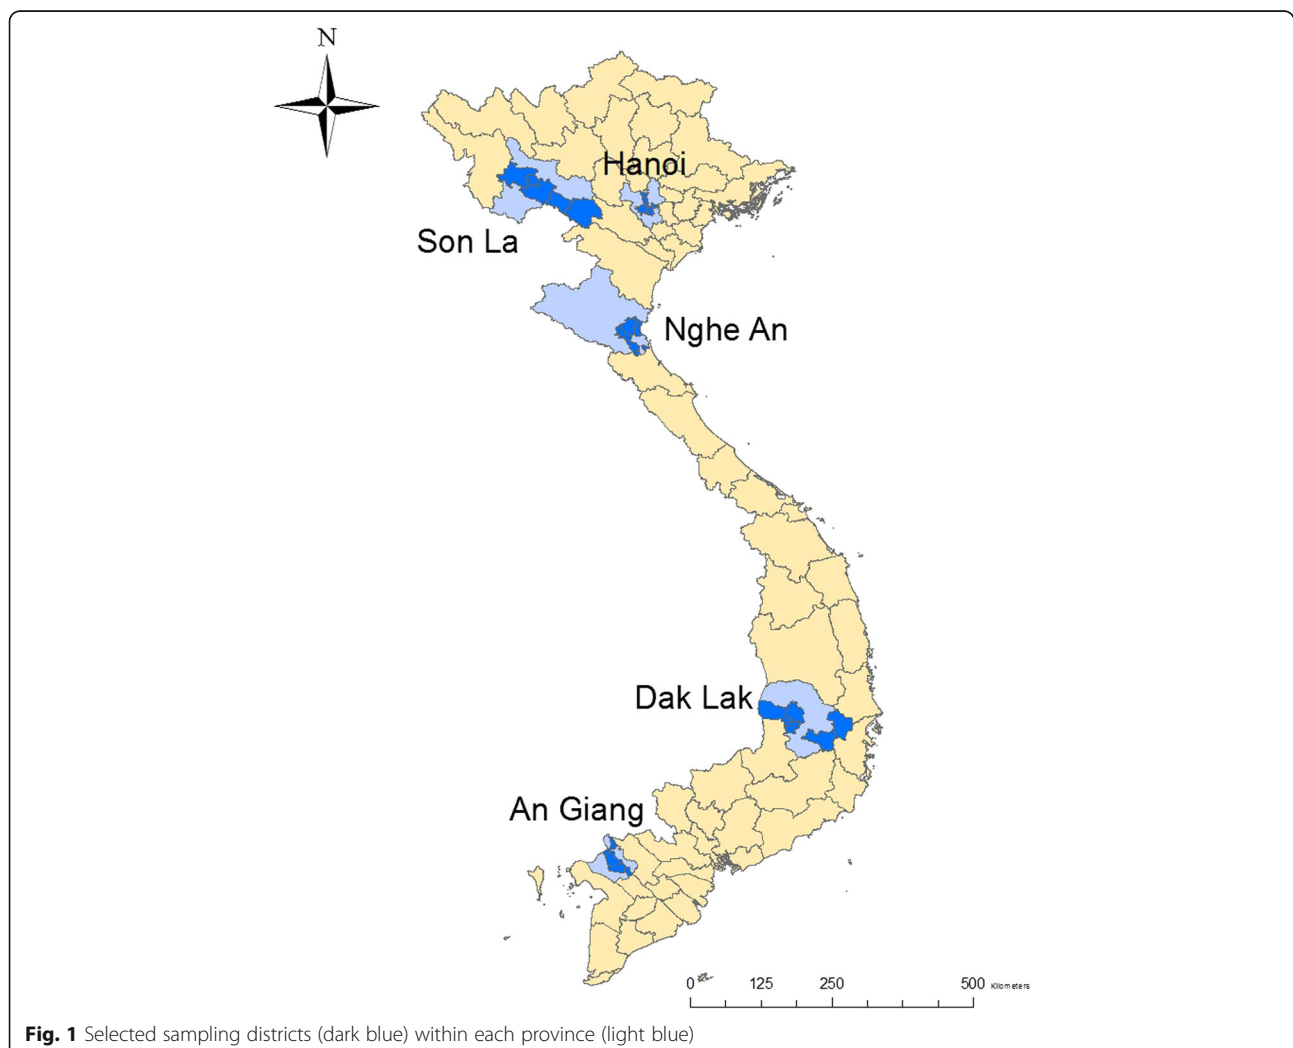 N
Hanoi
Son La
Nghe An
Dak Lak
An Giang
0 125 250 500 Kilometers
Fig. 1 Selected sampling districts (dark blue) within each province (light blue)